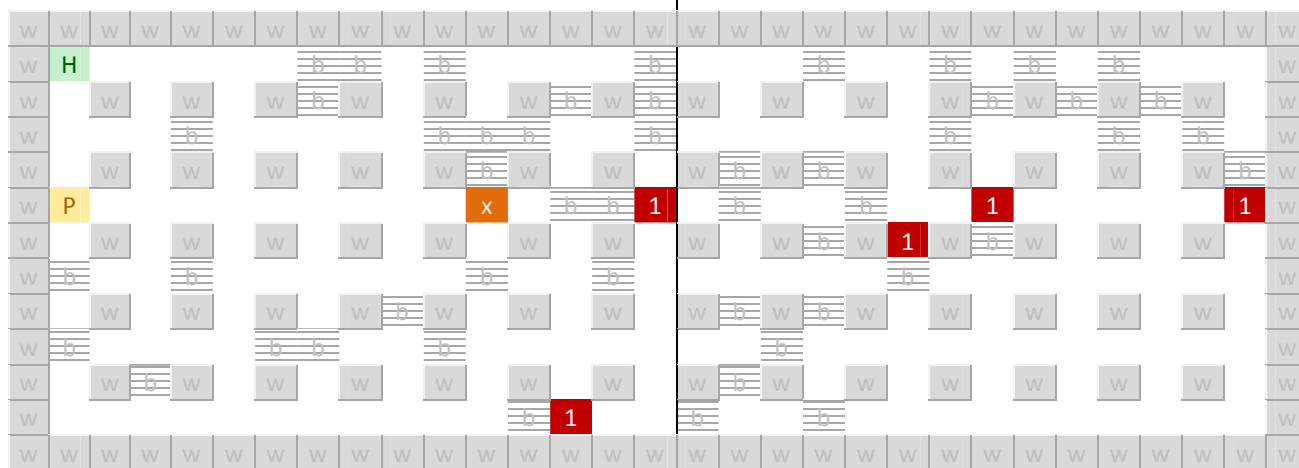 w w w w w w w w w w w w w w w w w w w w w w w w w w w w w w w
w H b b b b b b b b w
w w w w b w w w b w b w w w w b w b w b w w
w b b b b b b b b w
w w w w w w b w w w b w b w w w w w b w
w P x b b 1 b b 1 1 w
w w w w w w w w w w b w 1 w b w w w w
w b b b b b w
w w w w w b w w w w b w b w w w w w w
w b b b b b w
w w b w w w w w w w b w w w w w w w
w b 1 b b w
w w w w w w w w w w w w w w w w w w w w w w w w w w w w w w w